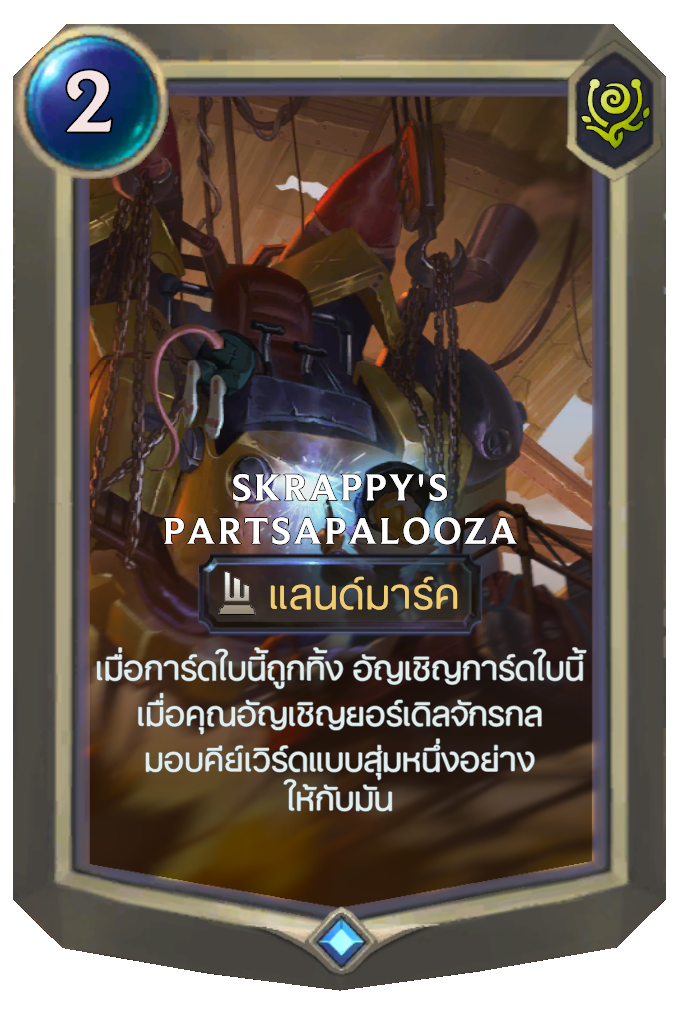 2
SKRAPPY'S
PARTSAPALOOZA
แลนด์มาร์ค
เมื่อการ์ดใบนี้ถูกทิ้ง อัญเชิญการ์ดใบนี้
เมื่อคุณอัญเชิญยอร์เดิลจักรกล
มอบคีย์เวิร์ดแบบสุ่มหนึ่งอย่าง
ให้กับมัน